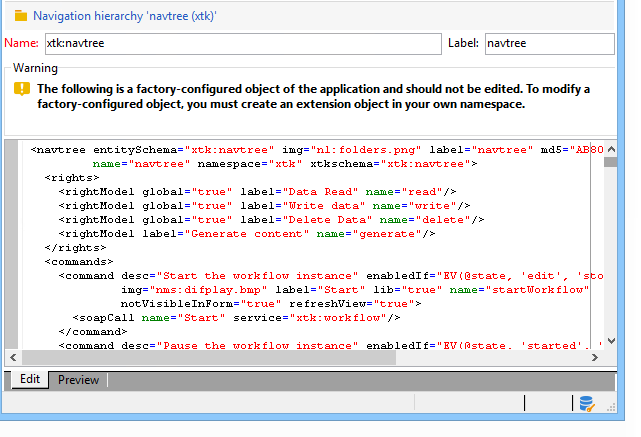 Navigation hierarchy 'navtree (xtk)'
Name: xtk:navtree Label: navtree
Warning
The following is a factory-configured object of the application and should not be edited. To modify a
factory-configured object, you must create an extension object in your own namespace.
<navtree entitySchema="xtk:navtree" img="nl:folders.png" label="navtree" md5="AB80
name="navtree" namespace="xtk" xtkschema="xtk:navtree">
<rights>
<rightModel global="true" label="Data Read" name="read"/>
<rightModel global="true" label="Write data" name="write"/>
<rightModel global="true" label="Delete Data" name="delete"/>
<rightModel label="Generate content" name="generate"/>
</rights>
<commands>
<command desc="Start the workflow instance" enabledIf="EV(@state, 'edit', 'sto
img="nms:difplay.bmp" label="Start" lib="true" name="startWorkflow"
notVisibleInForm="true" refreshView="true">
<soapCall name="Start" service="xtk:workflow"/>
</command>
<command desc="Pause the workflow instance" enabledIf="EV(@state, 'started', '
Edit Preview